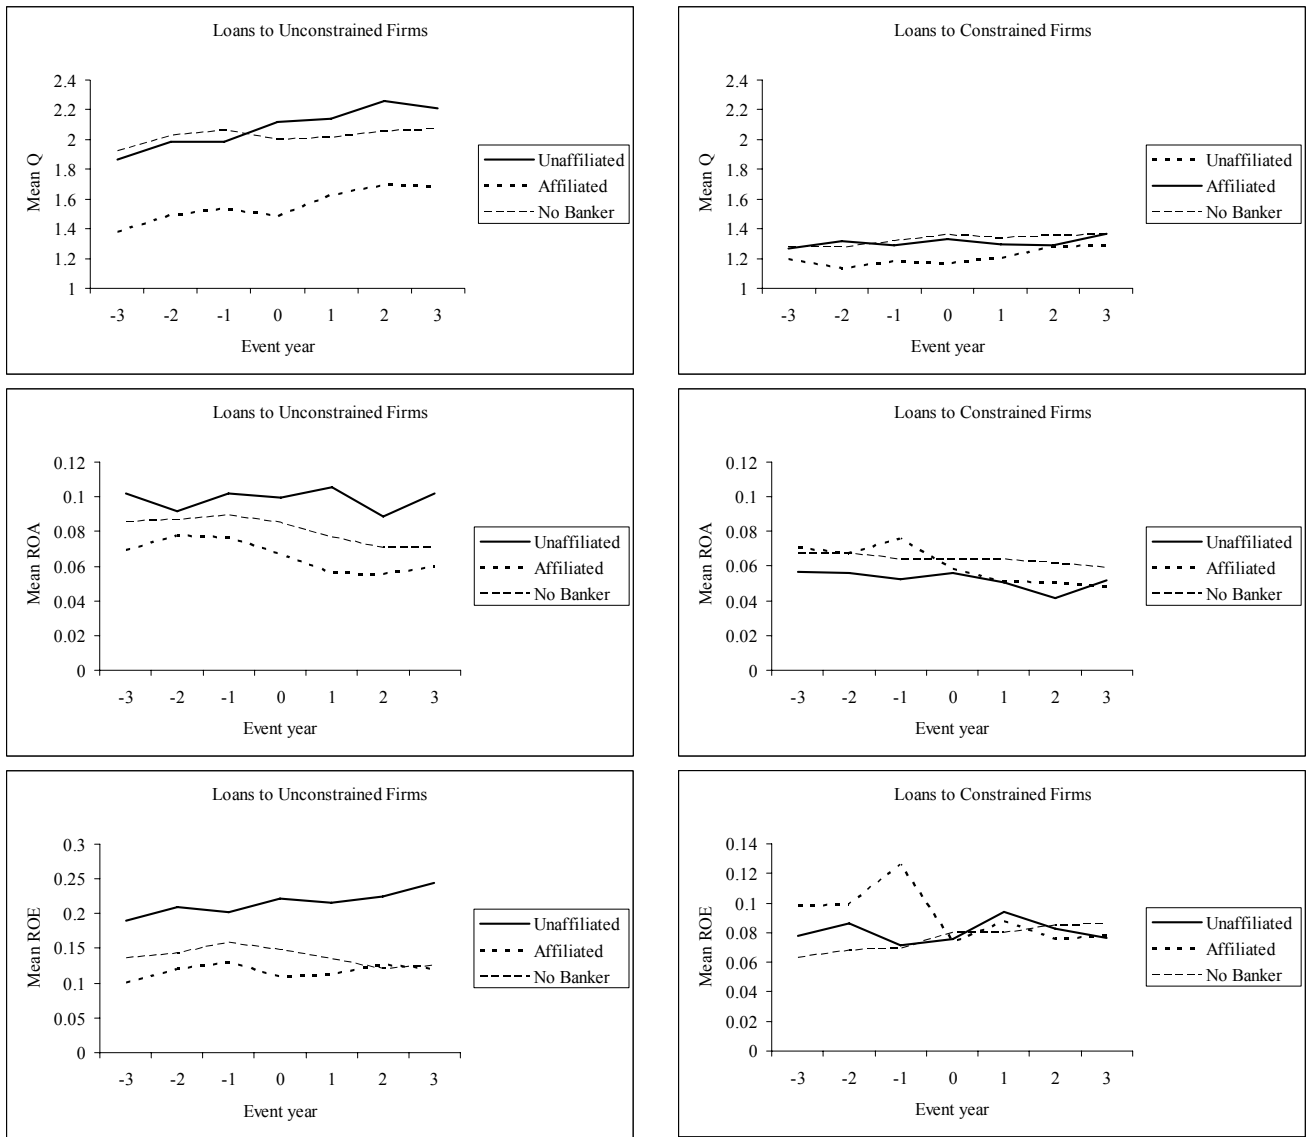 Loans to Unconstrained Firms
Mean Q
2.4
2.2
2
1.8
1.6
1.4
1.2
1
-3 -2 -1 0 1 2 3
Event year
Unaffiliated
Affiliated
No Banker
Loans to Constrained Firms
Mean Q
2.4
2.2
2
1.8
1.6
1.4
1.2
1
-3 -2 -1 0 1 2 3
Event year
Unaffiliated
Affiliated
No Banker
Loans to Unconstrained Firms
Mean ROA
0.12
0.1
0.08
0.06
0.04
0.02
0
-3 -2 -1 0 1 2 3
Event year
Unaffiliated
Affiliated
No Banker
Loans to Constrained Firms
Mean ROA
0.12
0.1
0.08
0.06
0.04
0.02
0
-3 -2 -1 0 1 2 3
Event year
Unaffiliated
Affiliated
No Banker
Loans to Unconstrained Firms
Mean ROE
0.3
0.25
0.2
0.15
0.1
0.05
0
-3 -2 -1 0 1 2 3
Event year
Unaffiliated
Affiliated
No Banker
Loans to Constrained Firms
Mean ROE
0.14
0.12
0.1
0.08
0.06
0.04
0.02
0
-3 -2 -1 0 1 2 3
Event year
Unaffiliated
Affiliated
No Banker